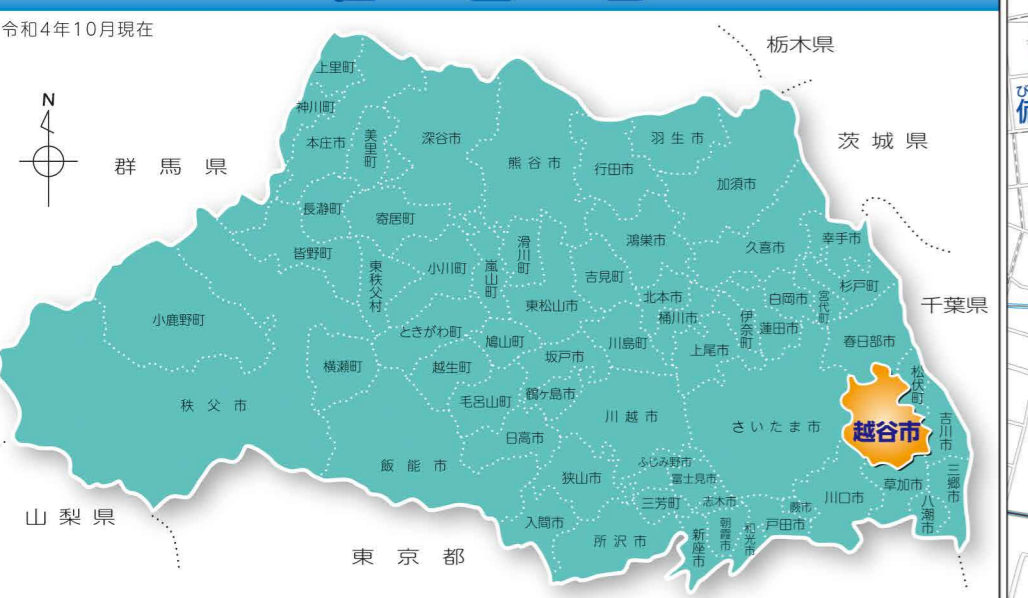 令和4年10月現在
N
栃木県
群馬県
茨城県
千葉県
山梨県
東京都
上里町
神川町
本庄市
美里町
深谷市
熊谷市
行田市
羽生市
加須市
長瀞町
寄居町
皆野町
東秩父村
小川町
嵐山町
滑川町
吉見町
鴻巣市
久喜市
幸手市
杉戸町
宮代町
白岡市
北本市
桶川市
伊奈町
蓮田市
上尾市
春日部市
東松山市
小鹿野町
ときがわ町
鳩山町
川島町
坂戸市
横瀬町
越生町
毛呂山町
鶴ヶ島市
秩父市
川越市
さいたま市
松伏町
越谷市
吉川市
日高市
飯能市
狭山市
ふじみ野市
富士見市
三芳町
志木市
入間市
所沢市
新座市
朝霞市
和光市
戸田市
蕨市
川口市
草加市
八潮市
三郷市
び